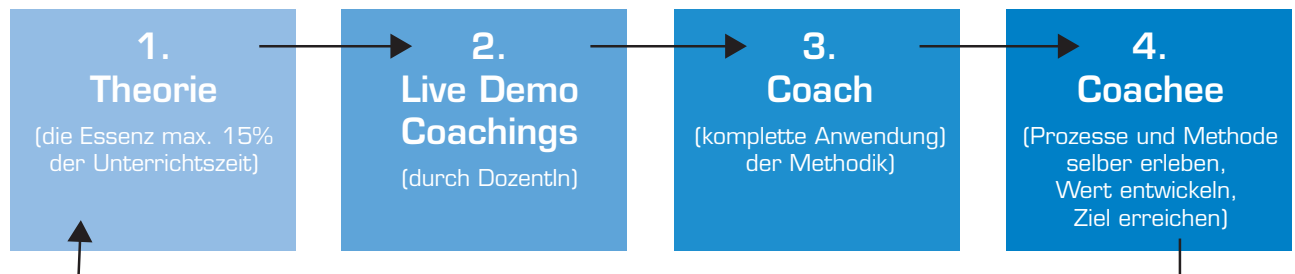 1.
Theorie
(die Essenz max. 15%
der Unterrichtszeit)
2.
Live Demo
Coachings
(durch DozentIn)
3.
Coach
(komplette Anwendung)
der Methodik)
4.
Coachee
(Prozesse und Methode
selber erleben,
Wert entwickeln,
Ziel erreichen)